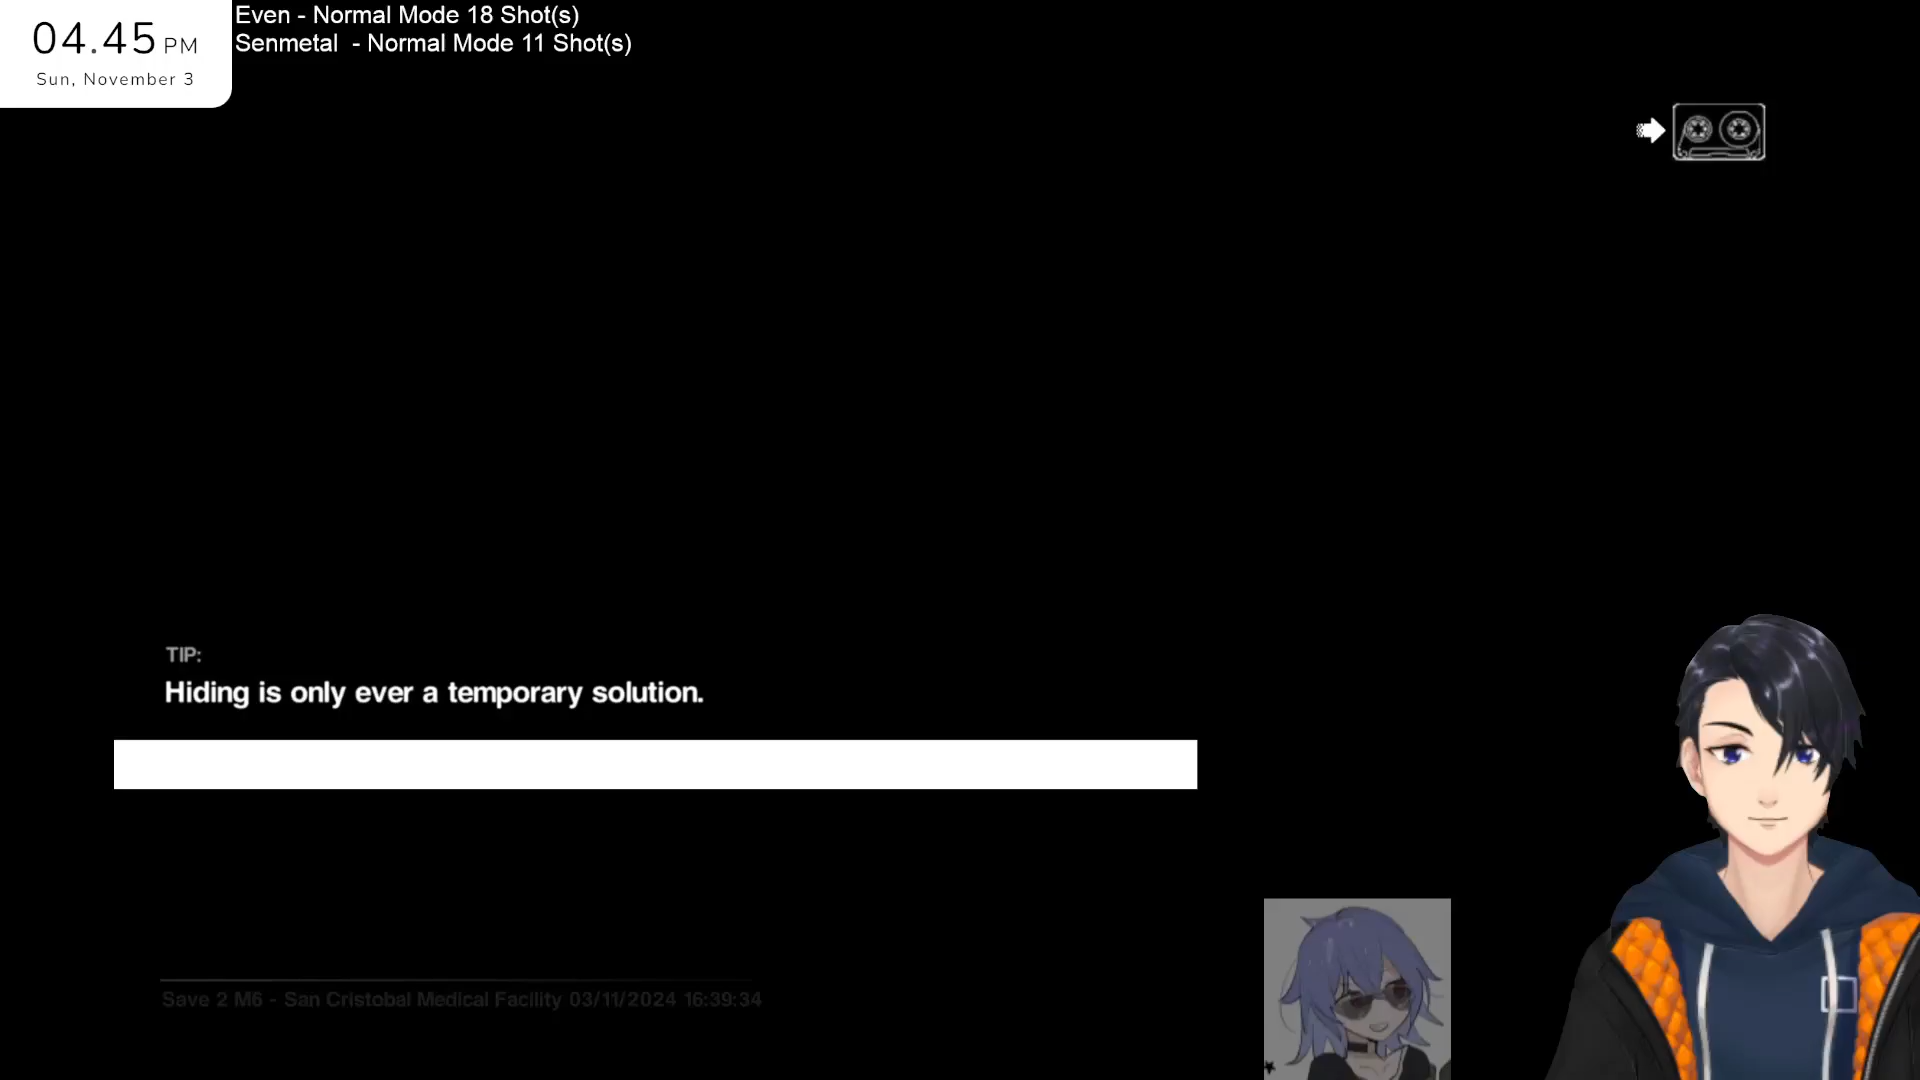 04.45 PM
Sun, November 3
Even - Normal Mode 18 Shot(s)
Senmetal - Normal Mode 11 Shot(s)
TIP:
Hiding is only ever a temporary solution.
Save 2 M6 - San Cristobal Medical Facility 03/11/2024 16:39:34